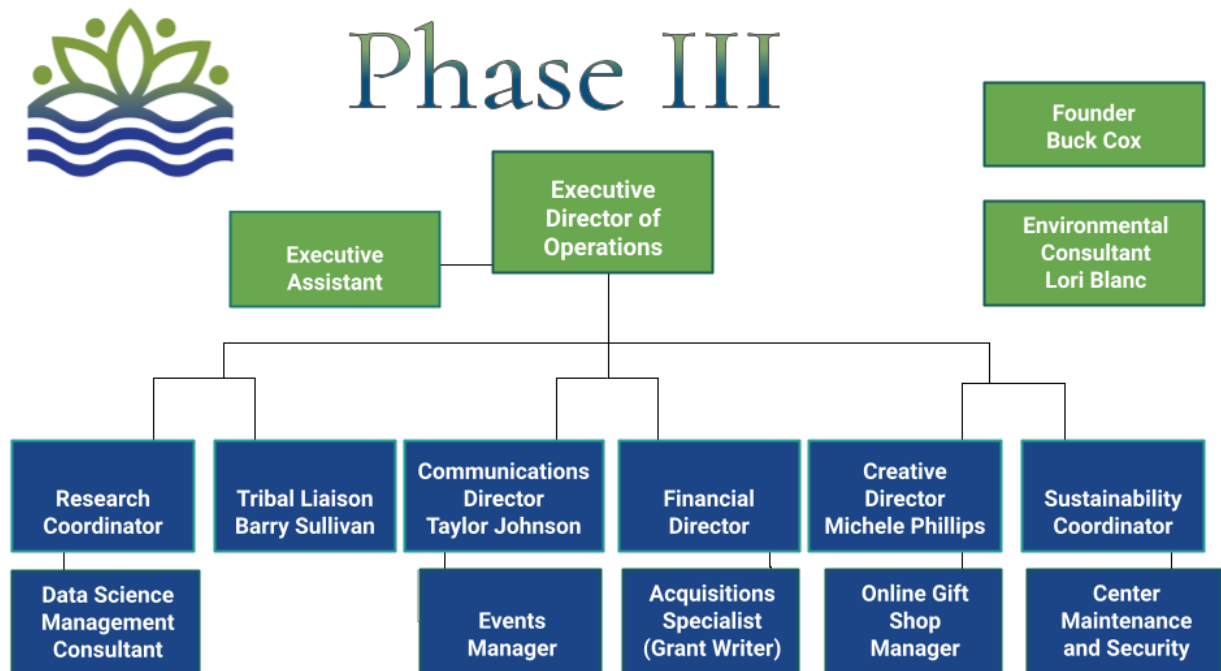 Phase III
Founder
Buck Cox
Executive
Director of
Operations
Executive
Assistant
Environmental
Consultant
Lori Blanc
Research
Coordinator
Tribal Liaison
Barry Sullivan
Communications
Director
Taylor Johnson
Financial
Director
Creative
Director
Michele Phillips
Sustainability
Coordinator
Data Science
Management
Consultant
Events
Manager
Acquisitions
Specialist
(Grant Writer)
Online Gift
Shop
Manager
Center
Maintenance
and Security